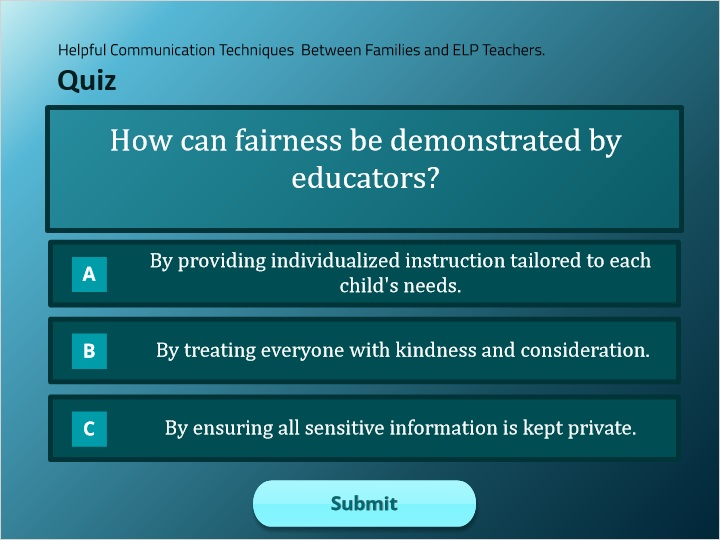 Helpful Communication Techniques  Between Families and ELP Teachers.
Quiz
How can fairness be demonstrated by
educators?
A
By providing individualized instruction tailored to each
child's needs.
B
By treating everyone with kindness and consideration.
C
By ensuring all sensitive information is kept private.
Submit